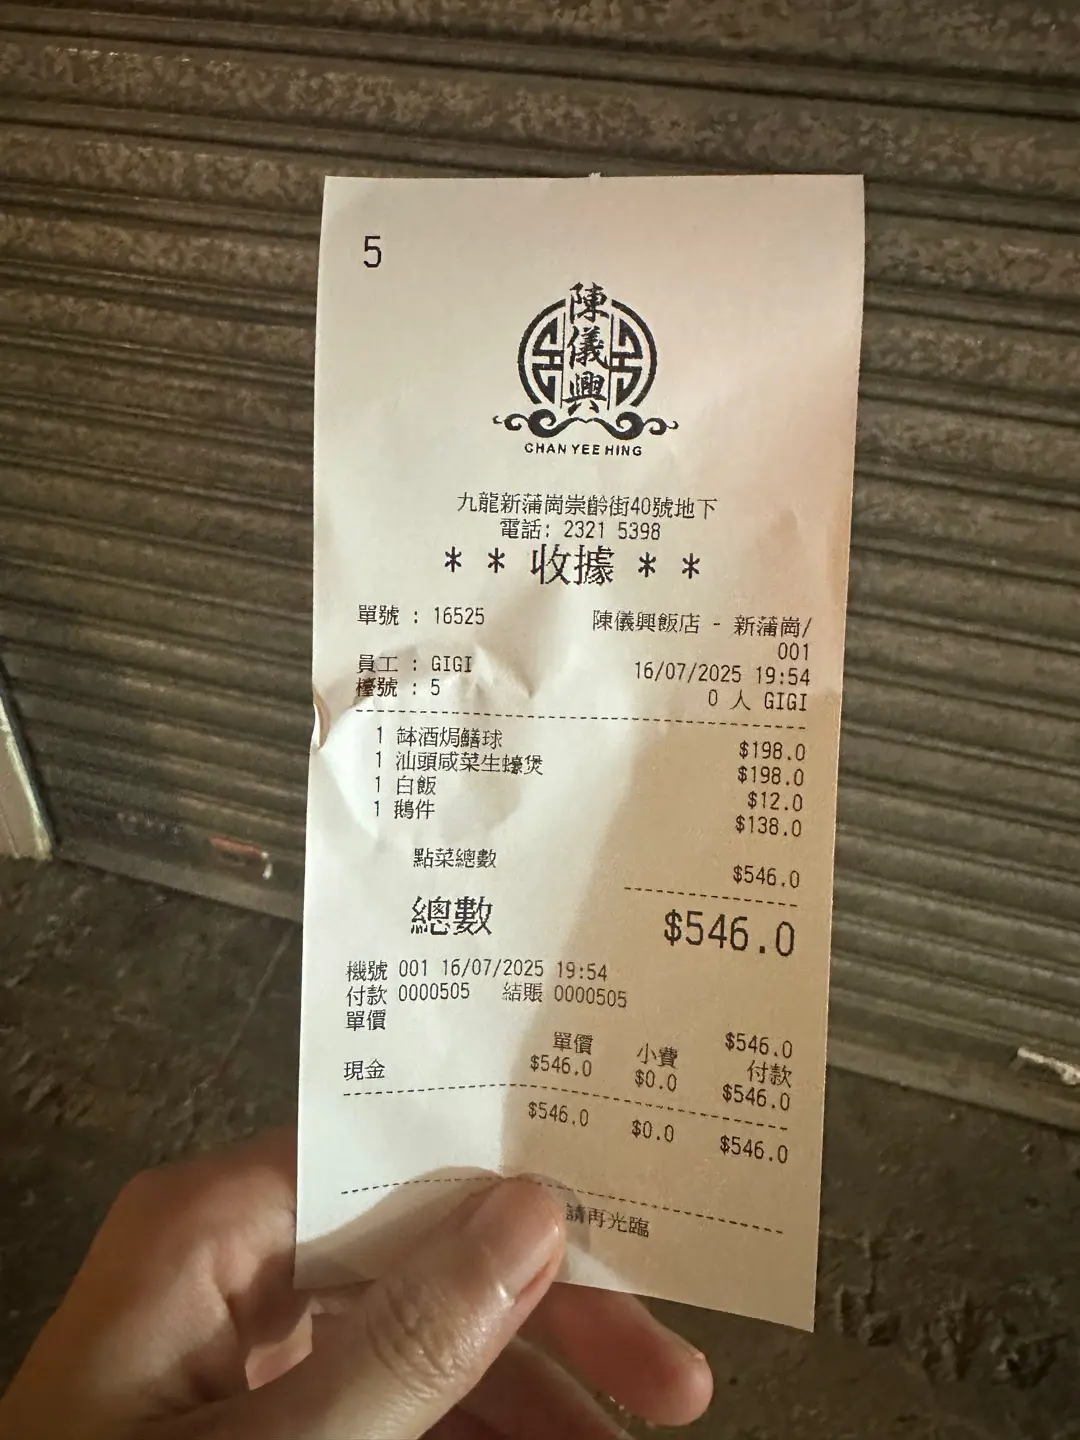 5
陳儀興
CHAN YEE HING
九龍新蒲崗崇齡街40號地下
電話: 2321 5398
* * 收據 * *
單號 : 16525 陳儀興飯店 - 新蒲崗/
001
員工 : GIGI 16/07/2025 19:54
檯號 : 5 0 人 GIGI
1 缽酒焗鱔球 $198.0
1 汕頭咸菜生蠔煲 $198.0
1 白飯 $12.0
1 鵝件 $138.0
點菜總數 $546.0
總數 $546.0
機號 001 16/07/2025 19:54
付款 0000505 結賬 0000505
單價 $546.0
單價 小費 付款
現金 $546.0 $0.0 $546.0
$546.0 $0.0 $546.0
請再光臨